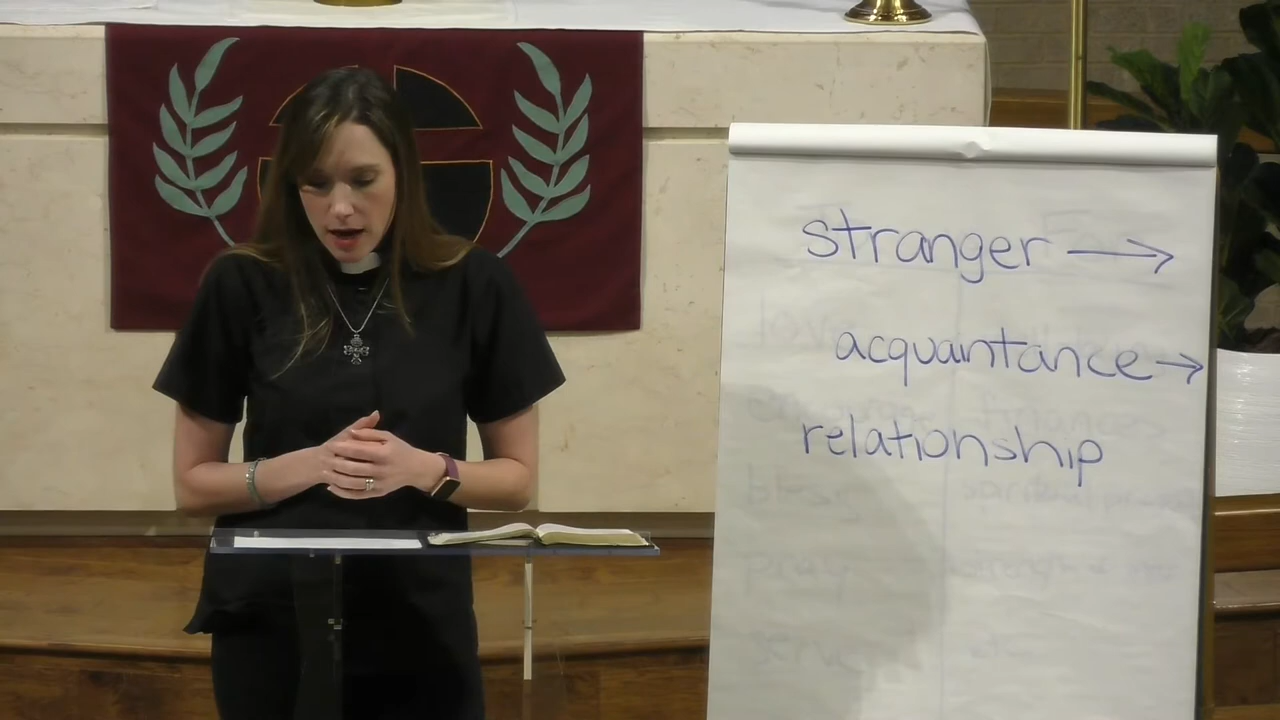 stranger →
acquantance →
relationship